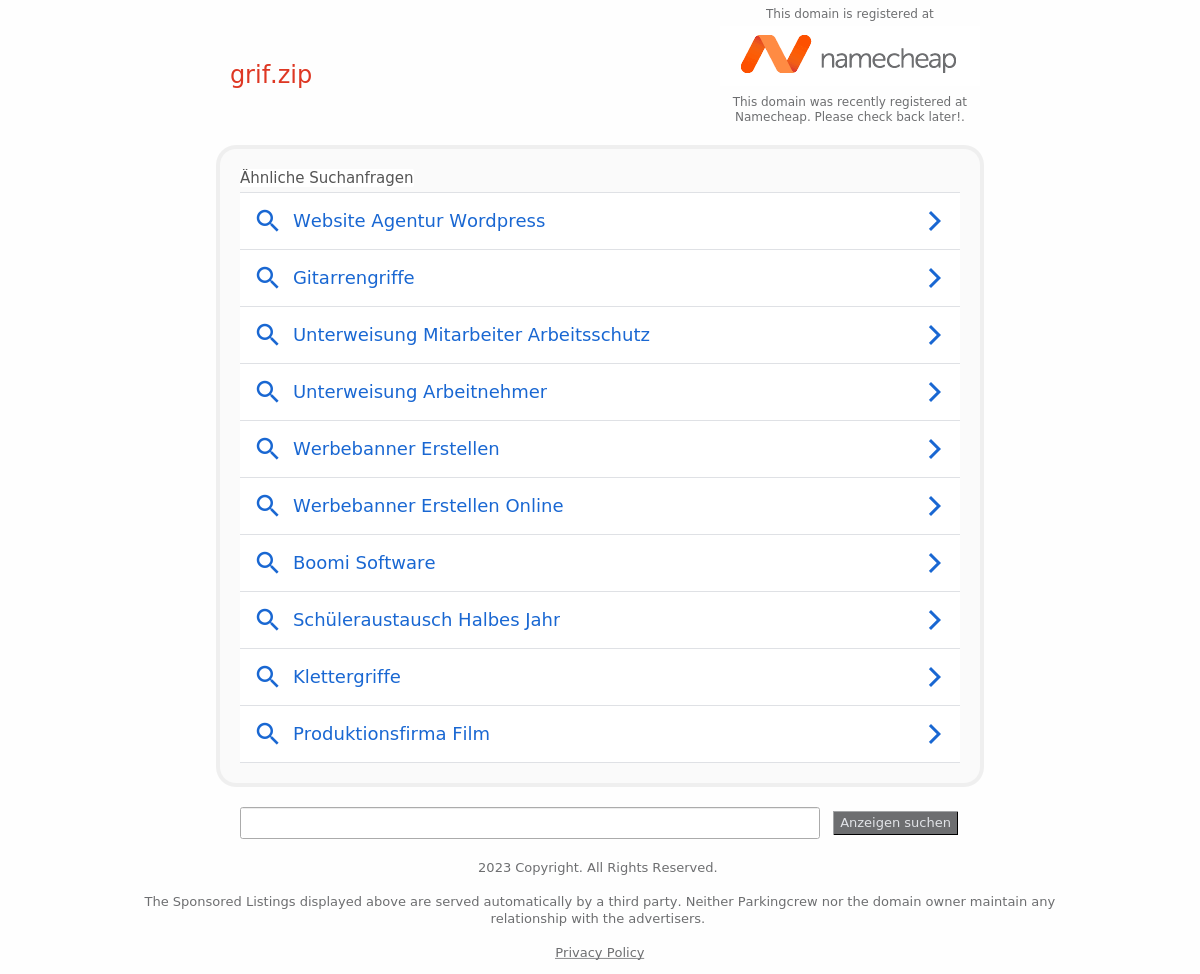 This domain is registered at
namecheap
grif.zip
This domain was recently registered at
Namecheap. Please check back later!.
Ähnliche Suchanfragen
Website Agentur Wordpress
Gitarrengriffe
Unterweisung Mitarbeiter Arbeitsschutz
Unterweisung Arbeitnehmer
Werbebanner Erstellen
Werbebanner Erstellen Online
Boomi Software
Schüleraustausch Halbes Jahr
Klettergriffe
Produktionsfirma Film
Anzeigen suchen
2023 Copyright. All Rights Reserved.
The Sponsored Listings displayed above are served automatically by a third party. Neither Parkingcrew nor the domain owner maintain any
relationship with the advertisers.
Privacy Policy